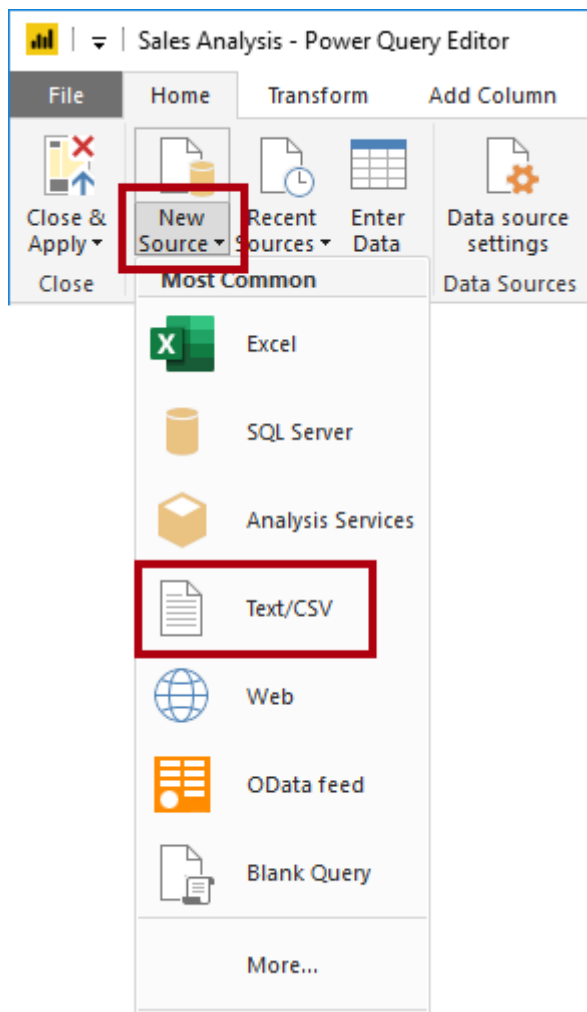 Sales Analysis - Power Query Editor
File Home Transform Add Column
Close & Apply New Source Recent Sources Enter Data Data source settings
Close Data Sources
Most Common
Excel
SQL Server
Analysis Services
Text/CSV
Web
OData feed
Blank Query
More...